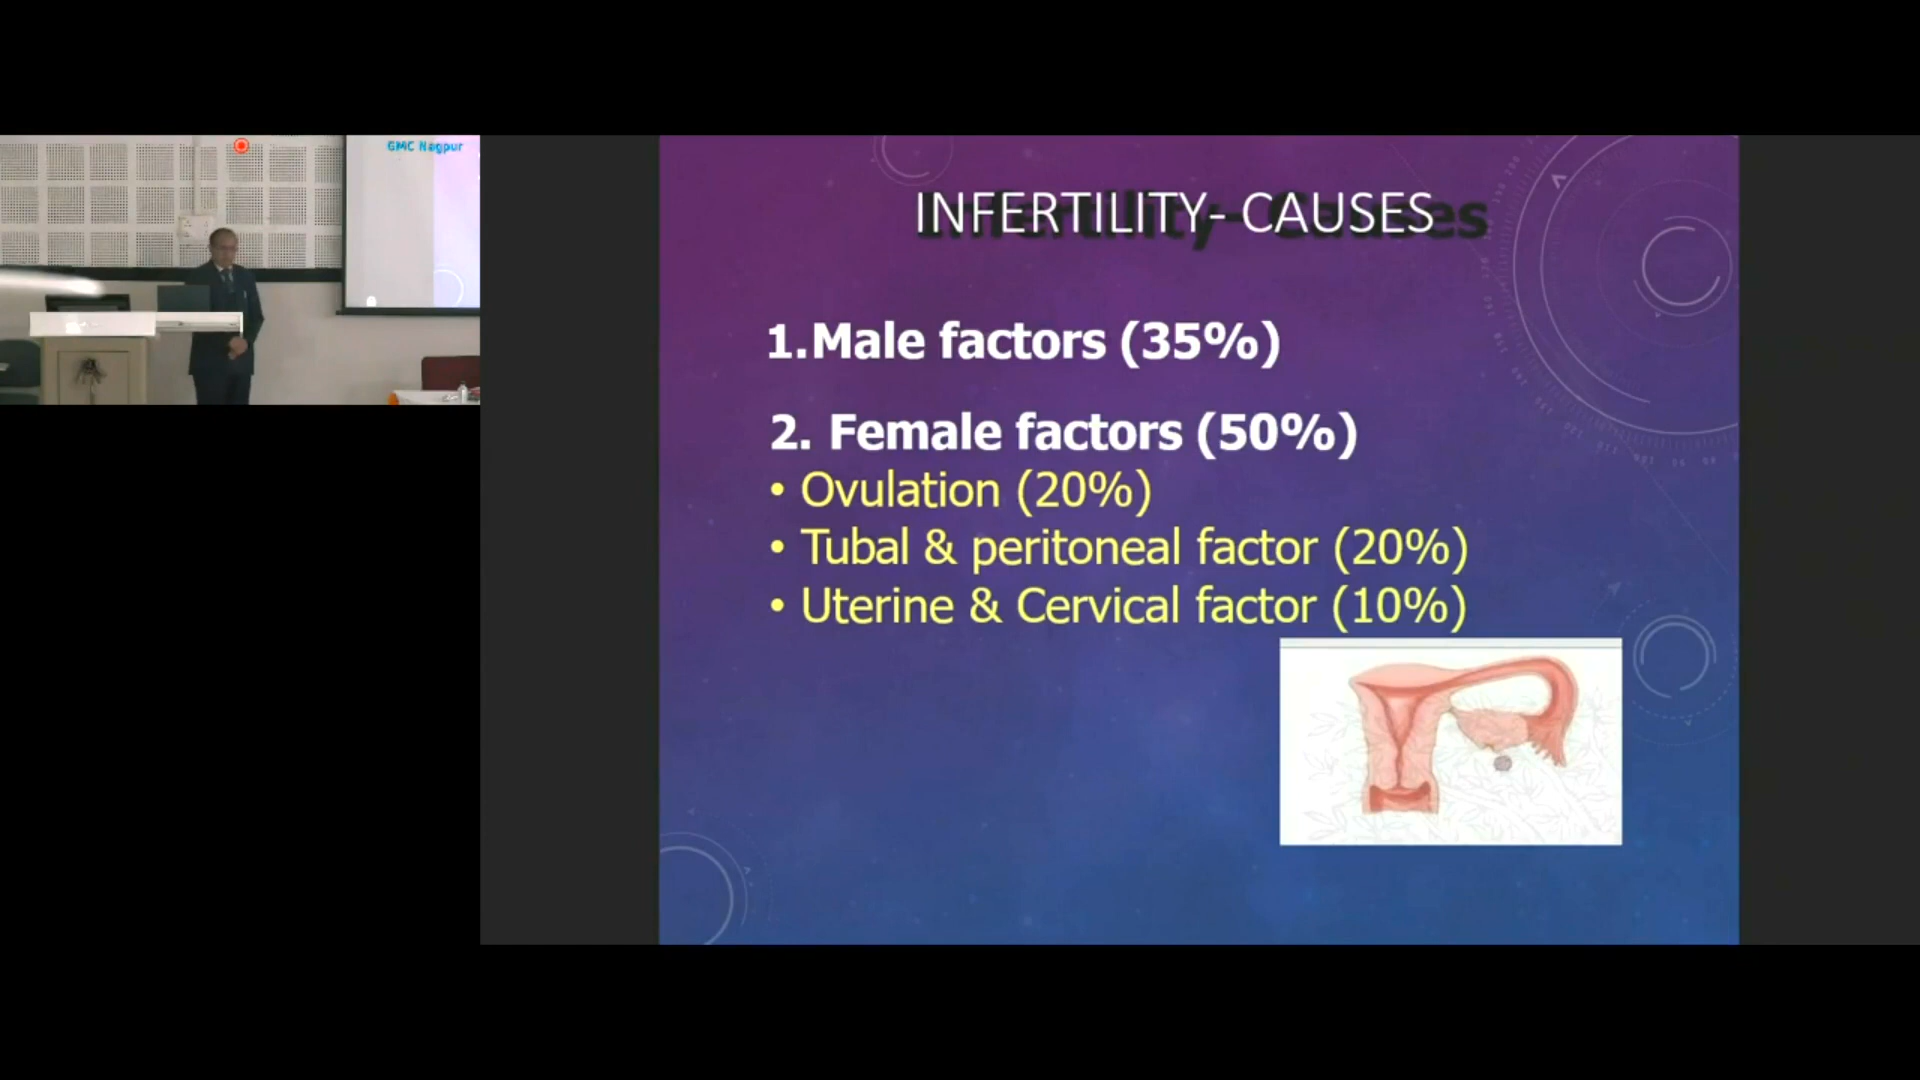 GMC Nagpur
INFERTILITY- CAUSES
1.Male factors (35%)
2. Female factors (50%)
• Ovulation (20%)
• Tubal & peritoneal factor (20%)
• Uterine & Cervical factor (10%)